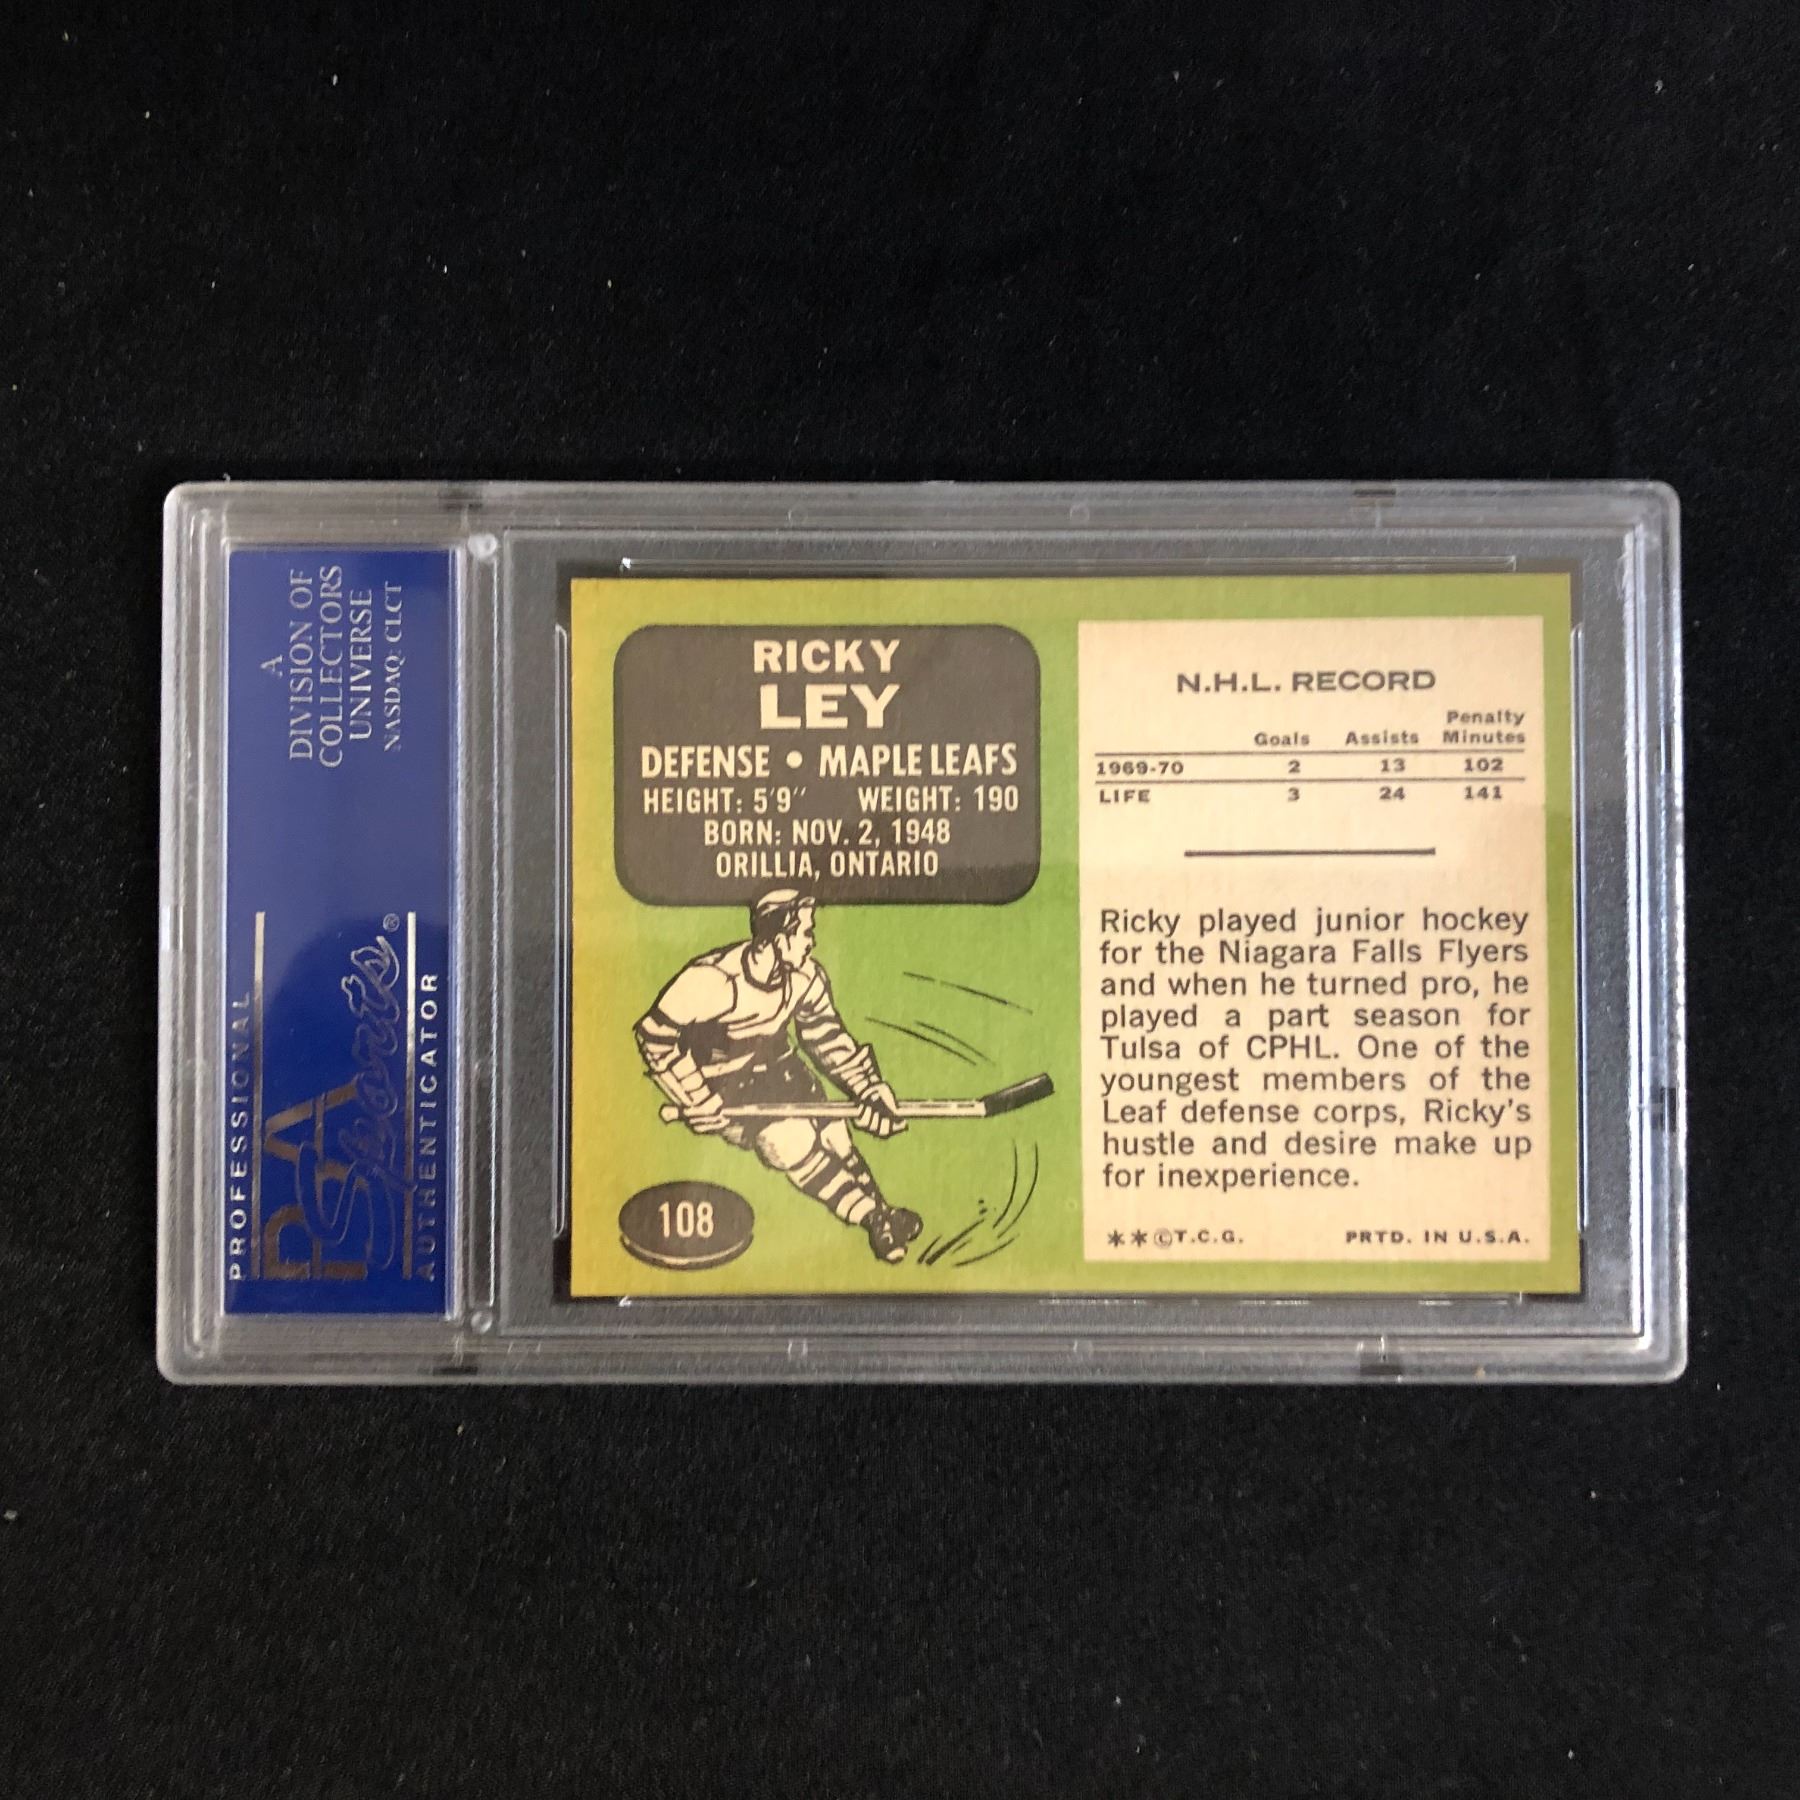 A
DIVISION OF
COLLECTORS
UNIVERSE
NASDAQ: CLCT
PROFESSIONAL
PSA
Sports®
AUTHENTICATOR
RICKY
LEY
DEFENSE • MAPLE LEAFS
HEIGHT: 5'9" WEIGHT: 190
BORN: NOV. 2, 1948
ORILLIA, ONTARIO
108
N.H.L. RECORD
Penalty
Goals Assists Minutes
1969-70 2 13 102
LIFE 3 24 141
Ricky played junior hockey
for the Niagara Falls Flyers
and when he turned pro, he
played a part season for
Tulsa of CPHL. One of the
youngest members of the
Leaf defense corps, Ricky's
hustle and desire make up
for inexperience.
**©T.C.G. PRTD. IN U.S.A.